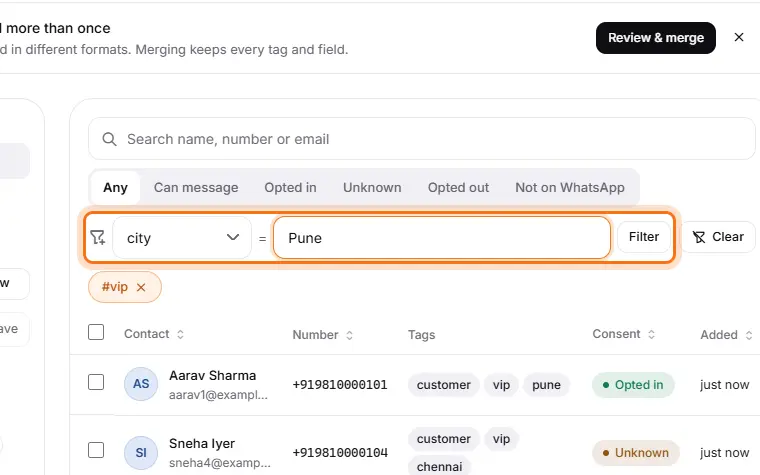 l more than once
d in different formats. Merging keeps every tag and field.
Review & merge
Search name, number or email
Any Can message Opted in Unknown Opted out Not on WhatsApp
city = Pune Filter Clear
#vip
Contact Number Tags Consent Added
AS Aarav Sharma +919810000101 customer vip pune Opted in just now
aarav1@exampl...
SI Sneha Iyer +919810000104 customer vip Unknown just now
sneha4@examp... chennai
w
ave